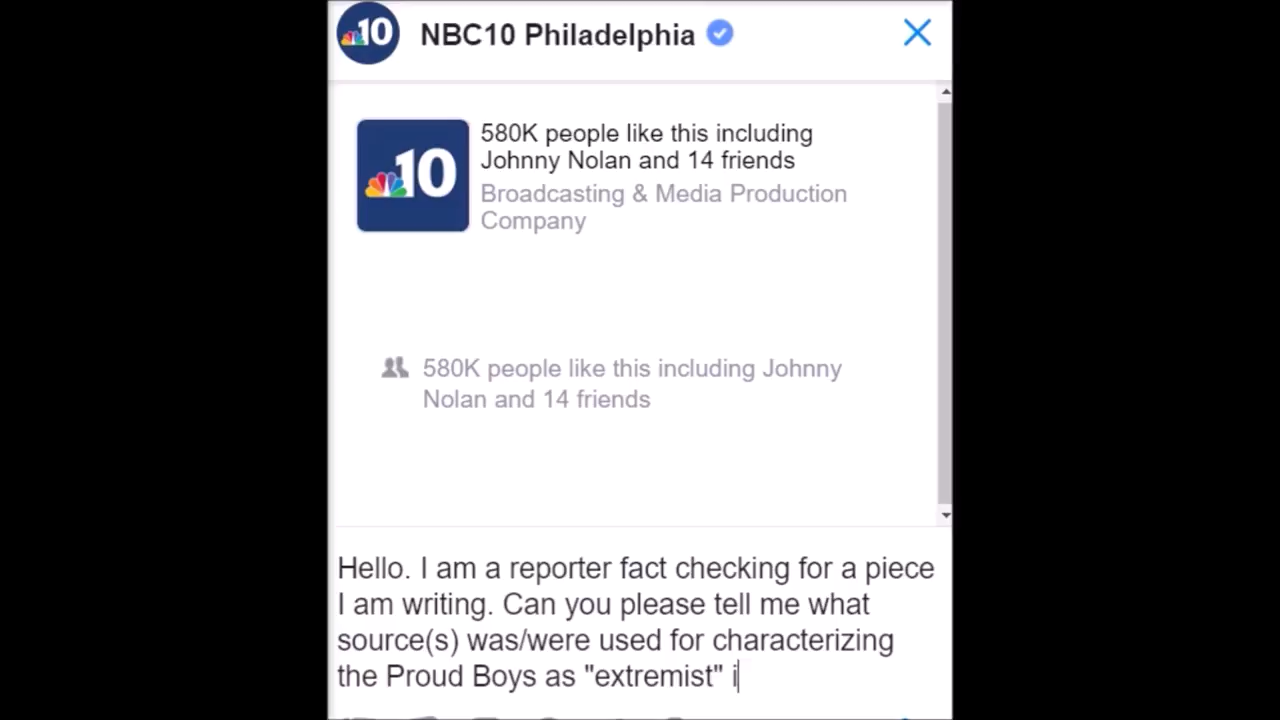 10 NBC10 Philadelphia
10 580K people like this including
Johnny Nolan and 14 friends
Broadcasting & Media Production
Company
580K people like this including Johnny
Nolan and 14 friends
Hello. I am a reporter fact checking for a piece
I am writing. Can you please tell me what
source(s) was/were used for characterizing
the Proud Boys as "extremist" i